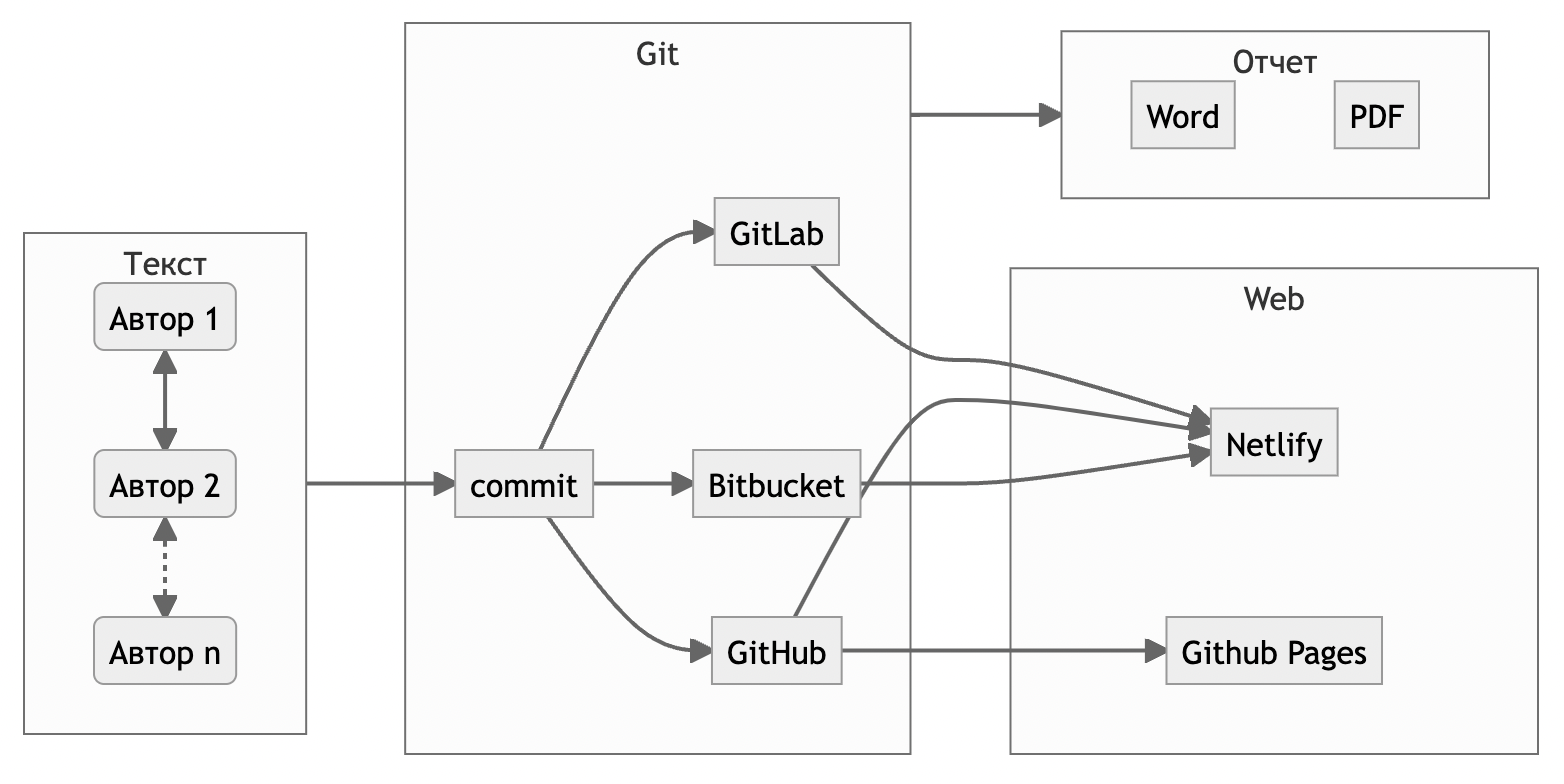 Текст
Автор 1
Автор 2
Автор n
Git
commit
GitLab
Bitbucket
GitHub
Отчет
Word
PDF
Web
Netlify
Github Pages